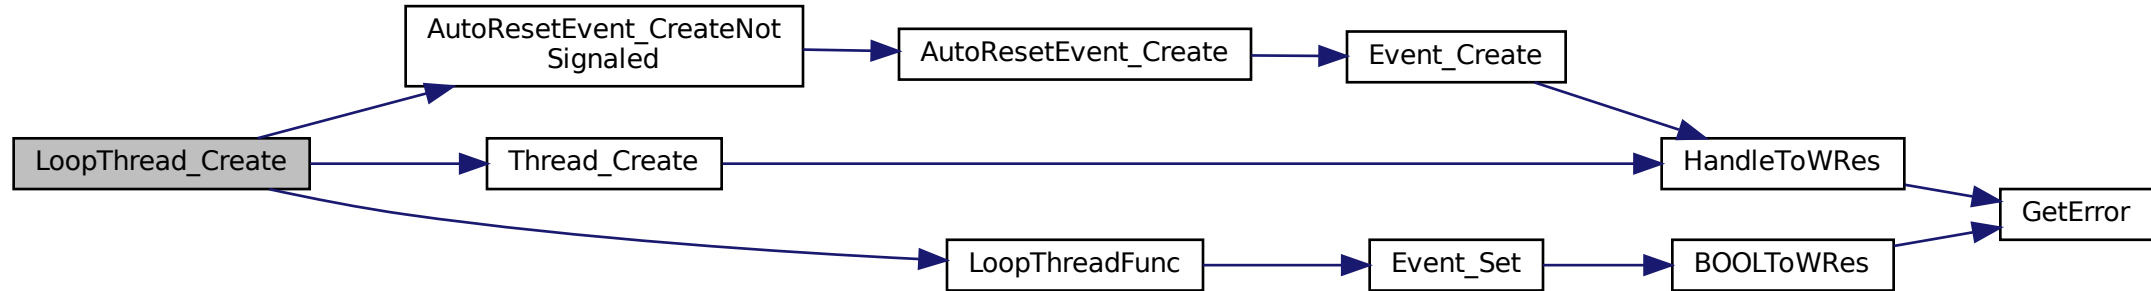 AutoResetEvent_CreateNot
Signaled
AutoResetEvent_Create
Event_Create
LoopThread_Create
Thread_Create
HandleToWRes
GetError
LoopThreadFunc
Event_Set
BOOLToWRes